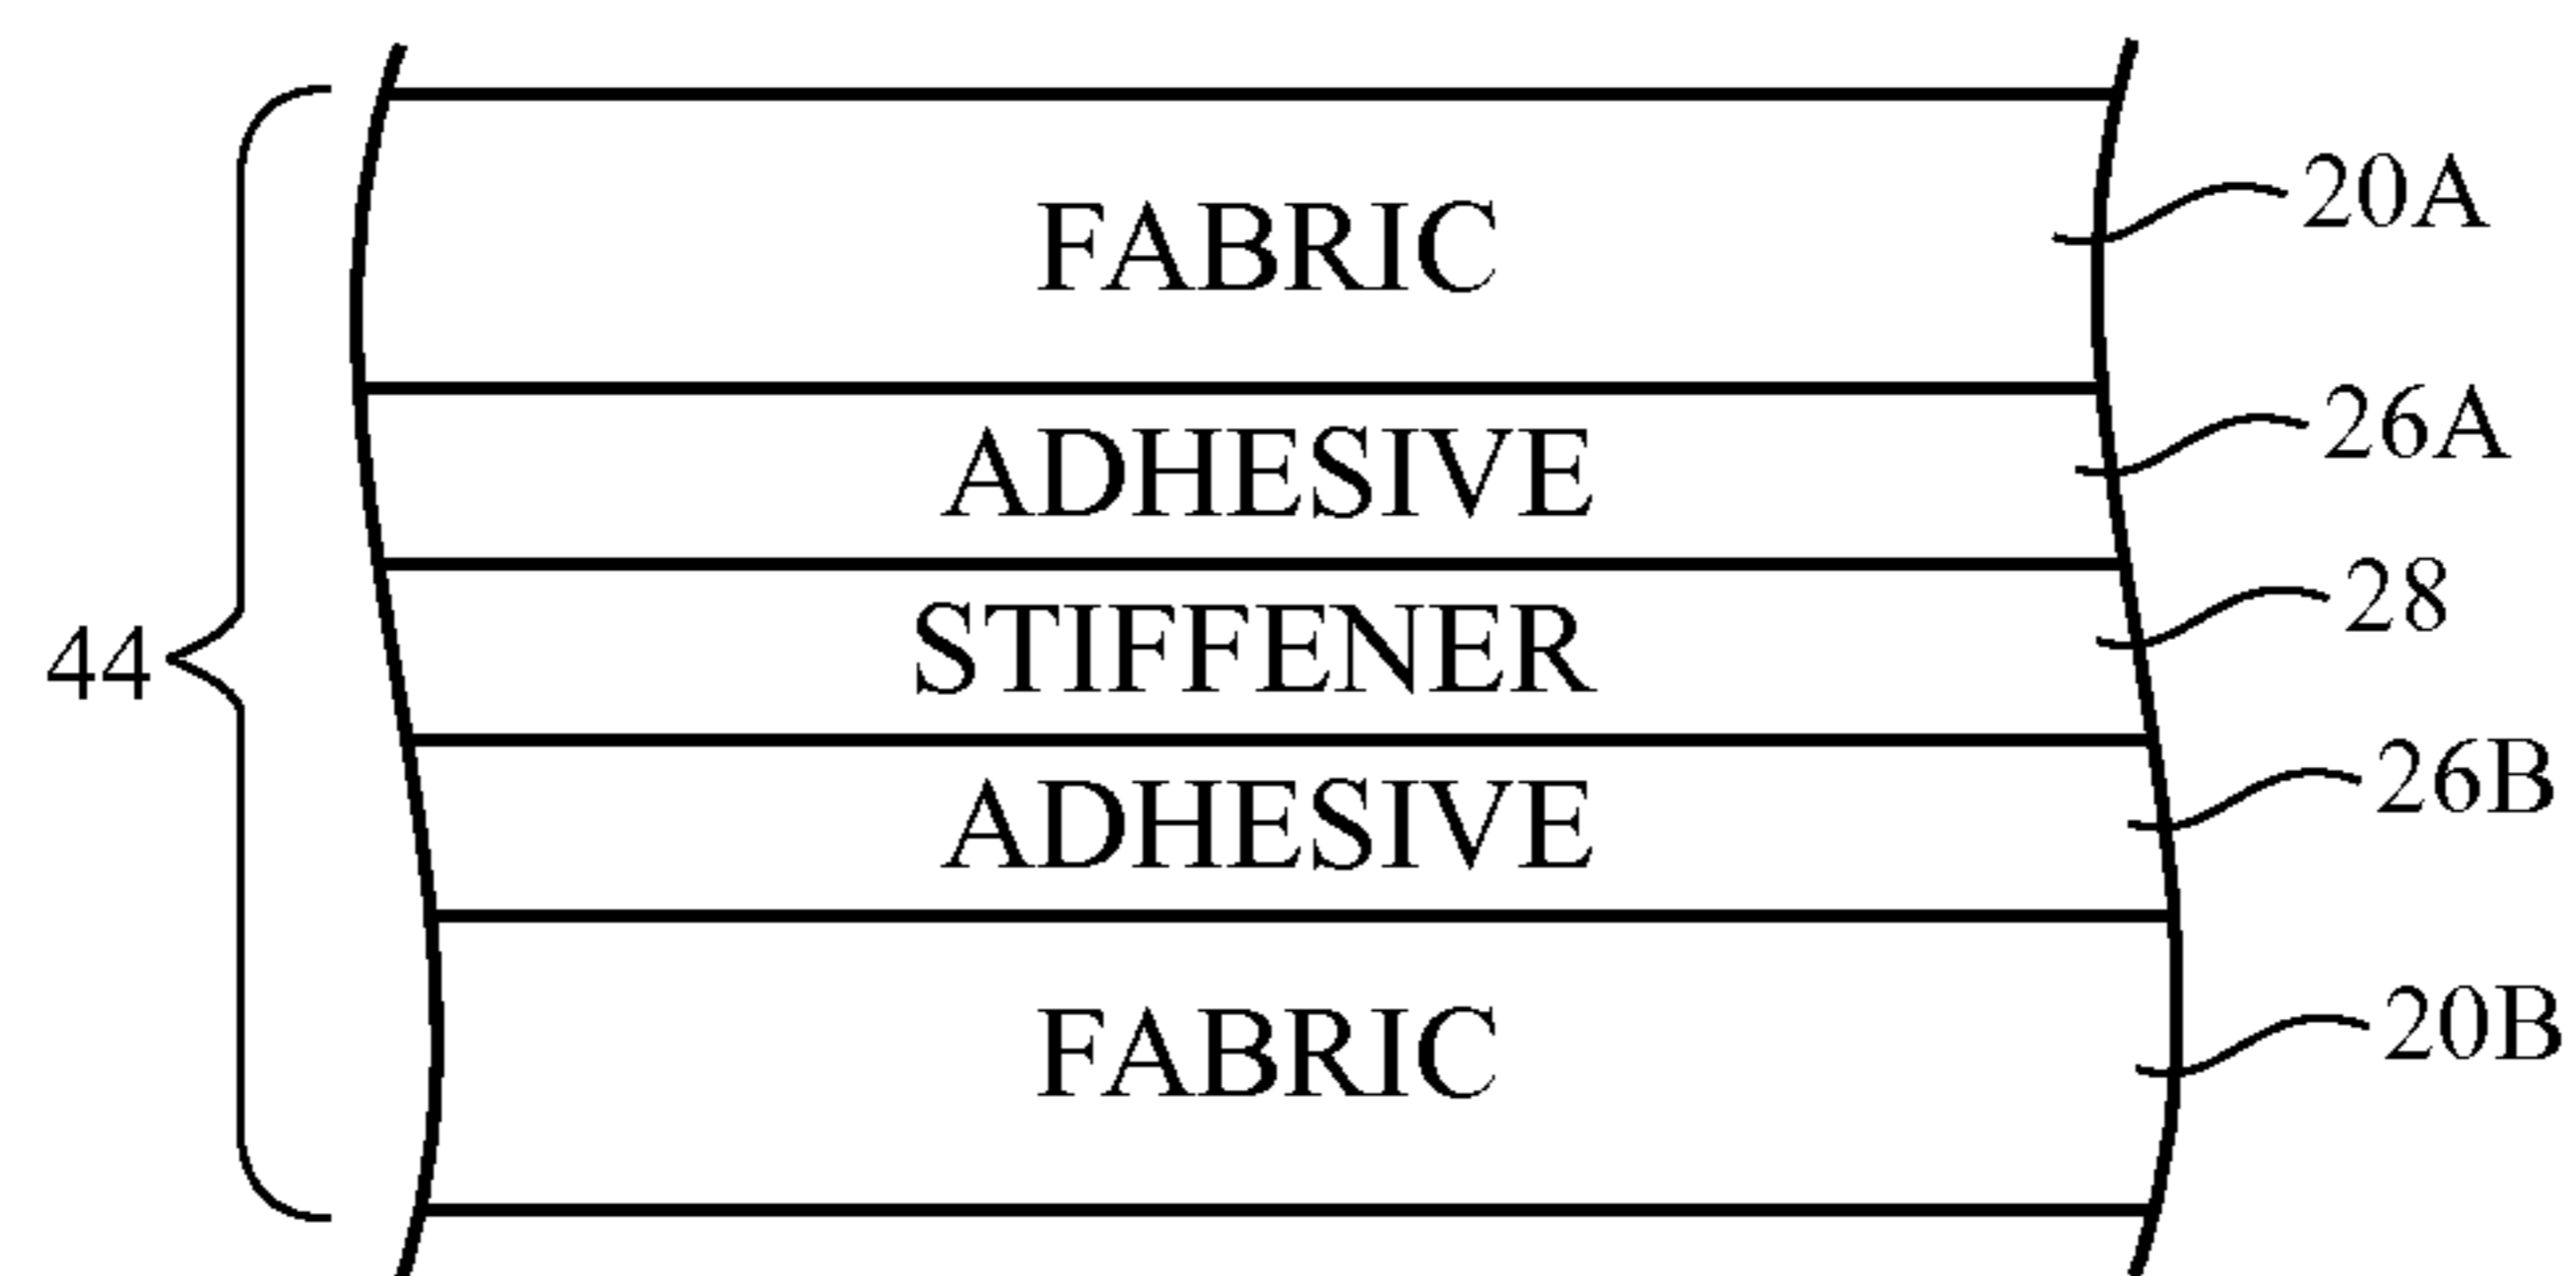 FABRIC 20A
ADHESIVE 26A
STIFFENER 28
44
ADHESIVE 26B
FABRIC 20B